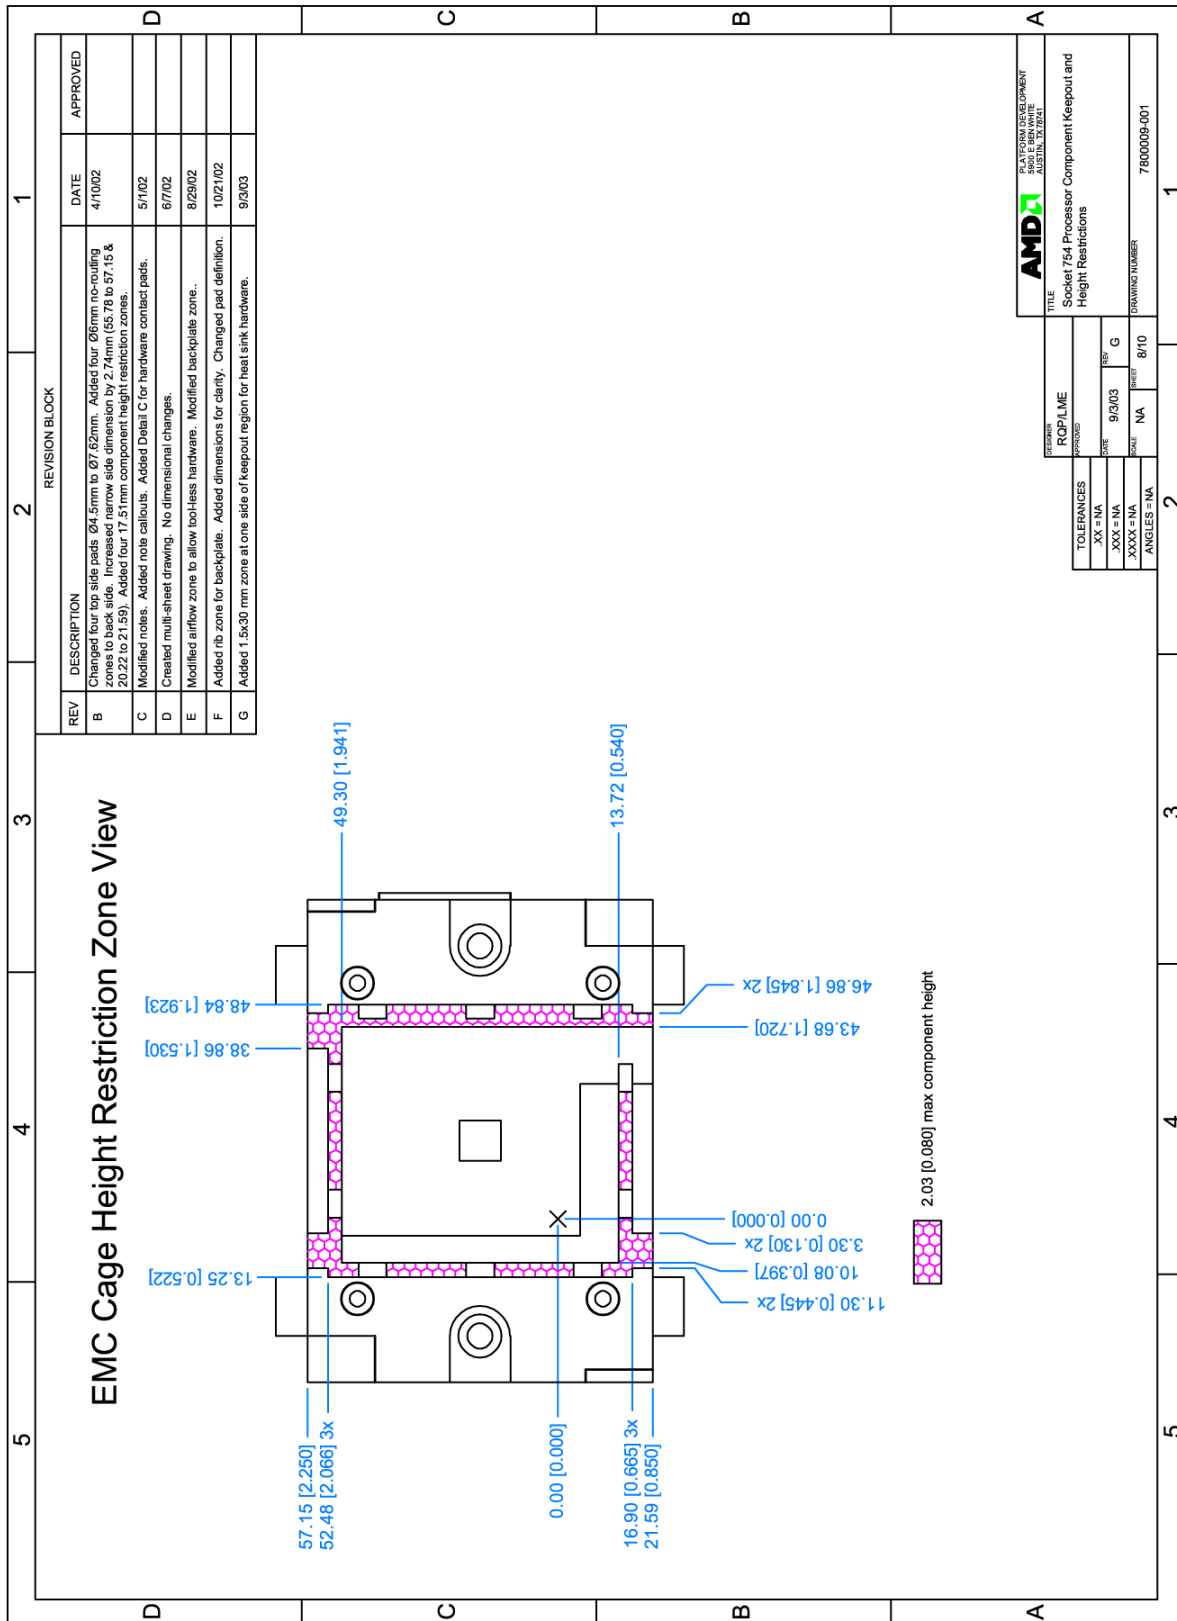 5
4
3
2
1
D
C
B
A
REVISION BLOCK
REV
DESCRIPTION
DATE
APPROVED
B
Changed four top side pads Ø4.5mm to Ø7.62mm. Added four Ø6mm no-routing
zones to back side. Increased narrow side dimension by 2.74mm (55.78 to 57.15 &
20.22 to 21.59). Added four 17.51mm component height restriction zones.
4/10/02
C
Modified notes. Added note callouts. Added Detail C for hardware contact pads.
5/1/02
D
Created multi-sheet drawing. No dimensional changes.
6/7/02
E
Modified airflow zone to allow tool-less hardware. Modified backplate zone..
8/29/02
F
Added rib zone for backplate. Added dimensions for clarity. Changed pad definition.
10/21/02
G
Added 1.5x30 mm zone at one side of keepout region for heat sink hardware.
9/3/03
EMC Cage Height Restriction Zone View
13.25 [0.522]
38.86 [1.530]
48.84 [1.923]
57.15 [2.250]
52.48 [2.066] 3x
49.30 [1.941]
0.00 [0.000]
13.72 [0.540]
16.90 [0.665] 3x
21.59 [0.850]
11.30 [0.445] 2x
10.08 [0.397]
3.30 [0.130] 2x
0.00 [0.000]
43.68 [1.720]
46.86 [1.845] 2x
2.03 [0.080] max component height
TOLERANCES
.XX = NA
.XXX = NA
.XXXX = NA
ANGLES = NA
DESIGNER
RQP/LME
APPROVED
DATE
9/3/03
REV
G
SCALE
NA
SHEET
8/10
AMD
PLATFORM DEVELOPMENT
5900 E BEN WHITE
AUSTIN, TX 78741
TITLE
Socket 754 Processor Component Keepout and
Height Restrictions
DRAWING NUMBER
7800009-001
D
C
B
A
5
4
3
2
1